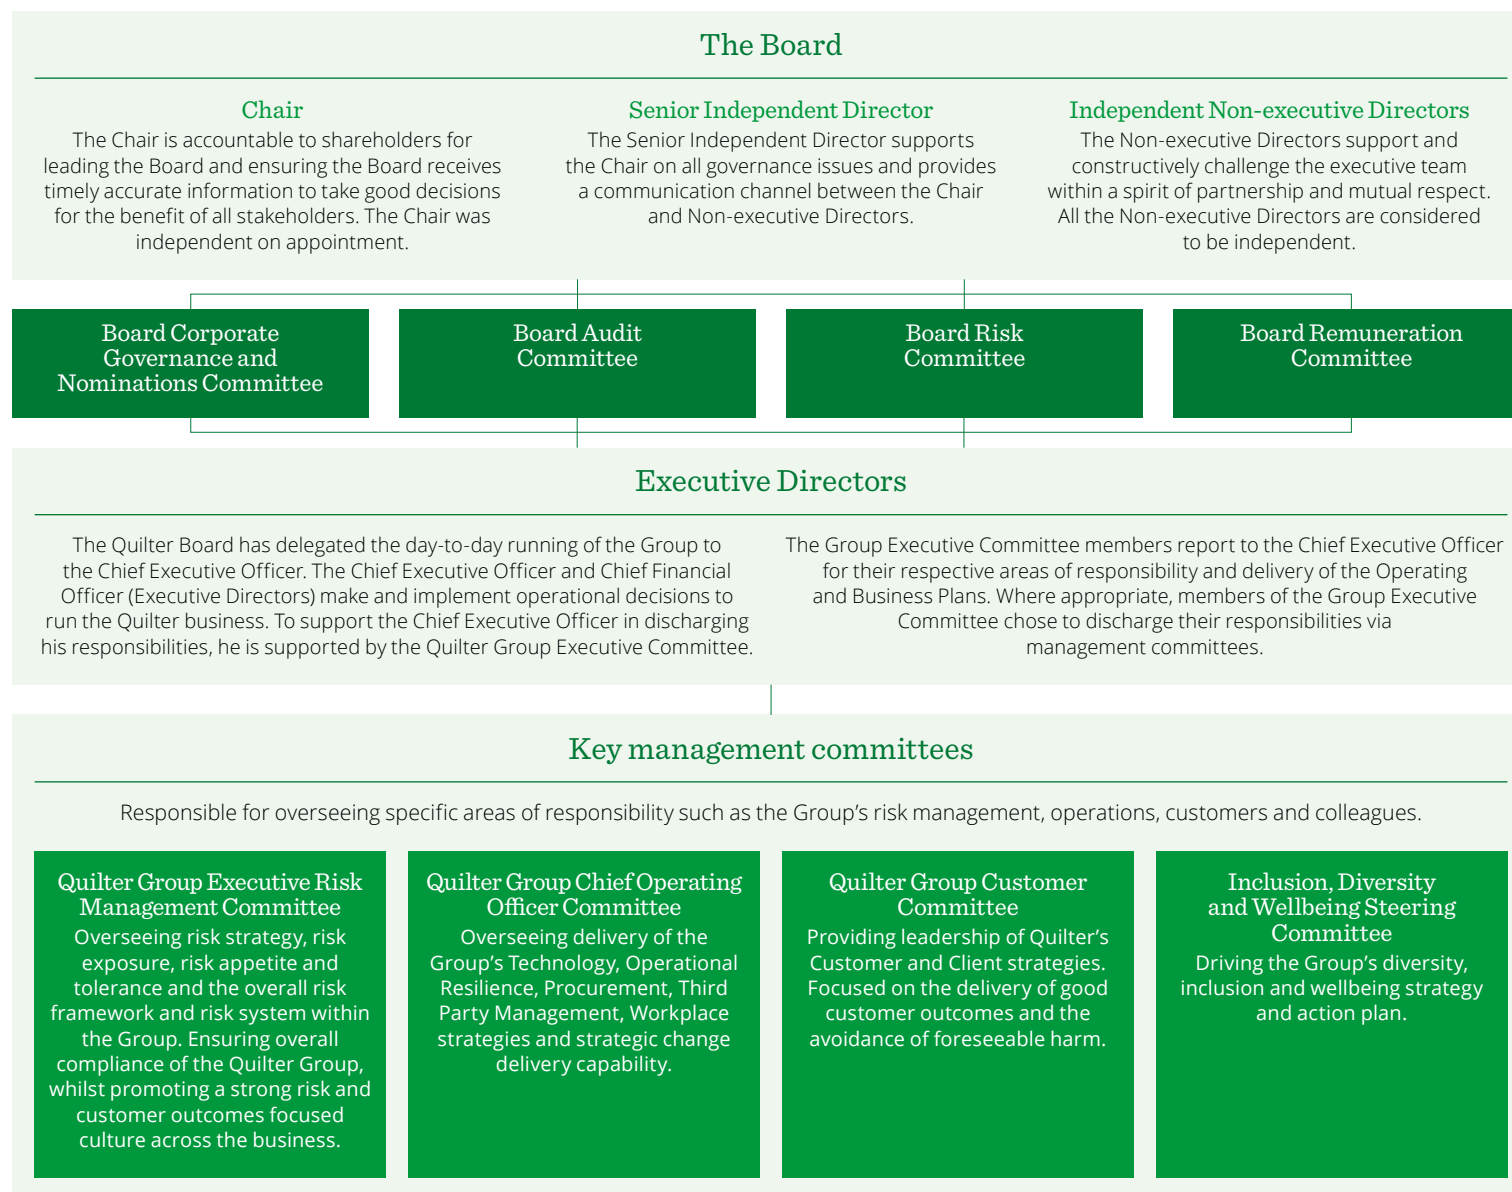 The Board
Chair
The Chair is accountable to shareholders for
leading the Board and ensuring the Board receives
timely accurate information to take good decisions
for the benefit of all stakeholders. The Chair was
independent on appointment.
Senior Independent Director
The Senior Independent Director supports
the Chair on all governance issues and provides
a communication channel between the Chair
and Non-executive Directors.
Independent Non-executive Directors
The Non-executive Directors support and
constructively challenge the executive team
within a spirit of partnership and mutual respect.
All the Non-executive Directors are considered
to be independent.
Board Corporate
Governance and
Nominations Committee
Board Audit
Committee
Board Risk
Committee
Board Remuneration
Committee
Executive Directors
The Quilter Board has delegated the day-to-day running of the Group to
the Chief Executive Officer. The Chief Executive Officer and Chief Financial
Officer (Executive Directors) make and implement operational decisions to
run the Quilter business. To support the Chief Executive Officer in discharging
his responsibilities, he is supported by the Quilter Group Executive Committee.
The Group Executive Committee members report to the Chief Executive Officer
for their respective areas of responsibility and delivery of the Operating
and Business Plans. Where appropriate, members of the Group Executive
Committee chose to discharge their responsibilities via
management committees.
Key management committees
Responsible for overseeing specific areas of responsibility such as the Group’s risk management, operations, customers and colleagues.
Quilter Group Executive Risk
Management Committee
Overseeing risk strategy, risk
exposure, risk appetite and
tolerance and the overall risk
framework and risk system within
the Group. Ensuring overall
compliance of the Quilter Group,
whilst promoting a strong risk and
customer outcomes focused
culture across the business.
Quilter Group Chief Operating
Officer Committee
Overseeing delivery of the
Group’s Technology, Operational
Resilience, Procurement, Third
Party Management, Workplace
strategies and strategic change
delivery capability.
Quilter Group Customer
Committee
Providing leadership of Quilter’s
Customer and Client strategies.
Focused on the delivery of good
customer outcomes and the
avoidance of foreseeable harm.
Inclusion, Diversity
and Wellbeing Steering
Committee
Driving the Group’s diversity,
inclusion and wellbeing strategy
and action plan.